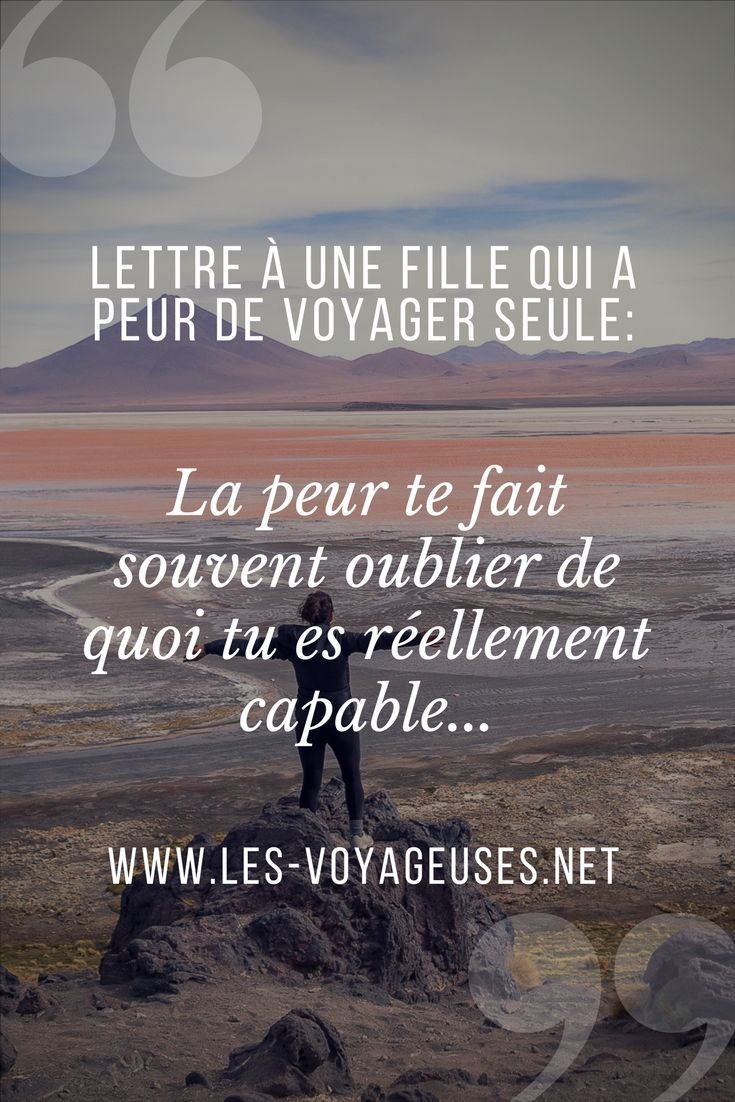 LETTRE À UNE FILLE QUI A
PEUR DE VOYAGER SEULE:
La peur te fait
souvent oublier de
quoi tu es réellement
capable...
WWW.LES-VOYAGEUSES.NET